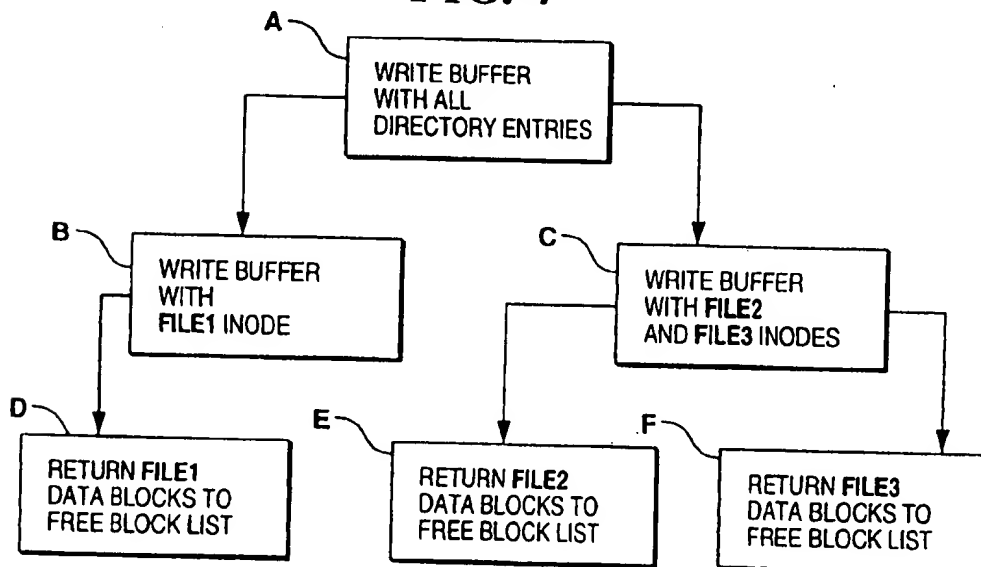 A
WRITE BUFFER
WITH ALL
DIRECTORY ENTRIES
B
WRITE BUFFER
WITH
FILE1 INODE
C
WRITE BUFFER
WITH FILE2
AND FILE3 INODES
D
RETURN FILE1
DATA BLOCKS TO
FREE BLOCK LIST
E
RETURN FILE2
DATA BLOCKS TO
FREE BLOCK LIST
F
RETURN FILE3
DATA BLOCKS TO
FREE BLOCK LIST